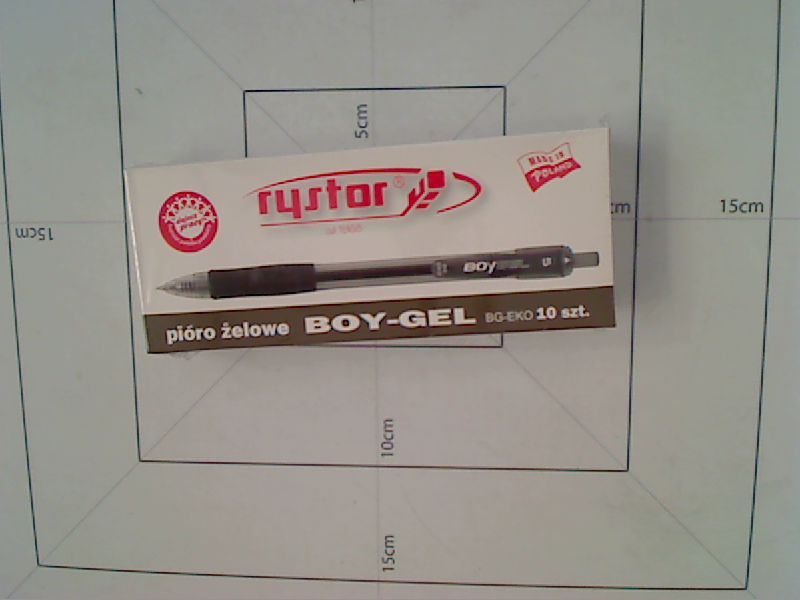 5cm
rystor®
MADE IN
POLAND
cm
15cm
15cm
BOY GEL
pióro żelowe BOY-GEL BG-EKO 10 szt.
10cm
15cm